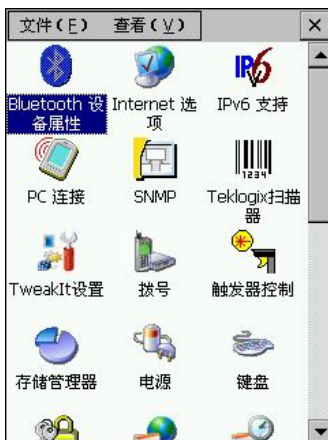 文件(F) 查看(V)
Bluetooth 设备属性
Internet 选项
IPv6 支持
PC 连接
SNMP
1234
Teklogix扫描器
TweakIt设置
拨号
触发器控制
存储管理器
电源
键盘